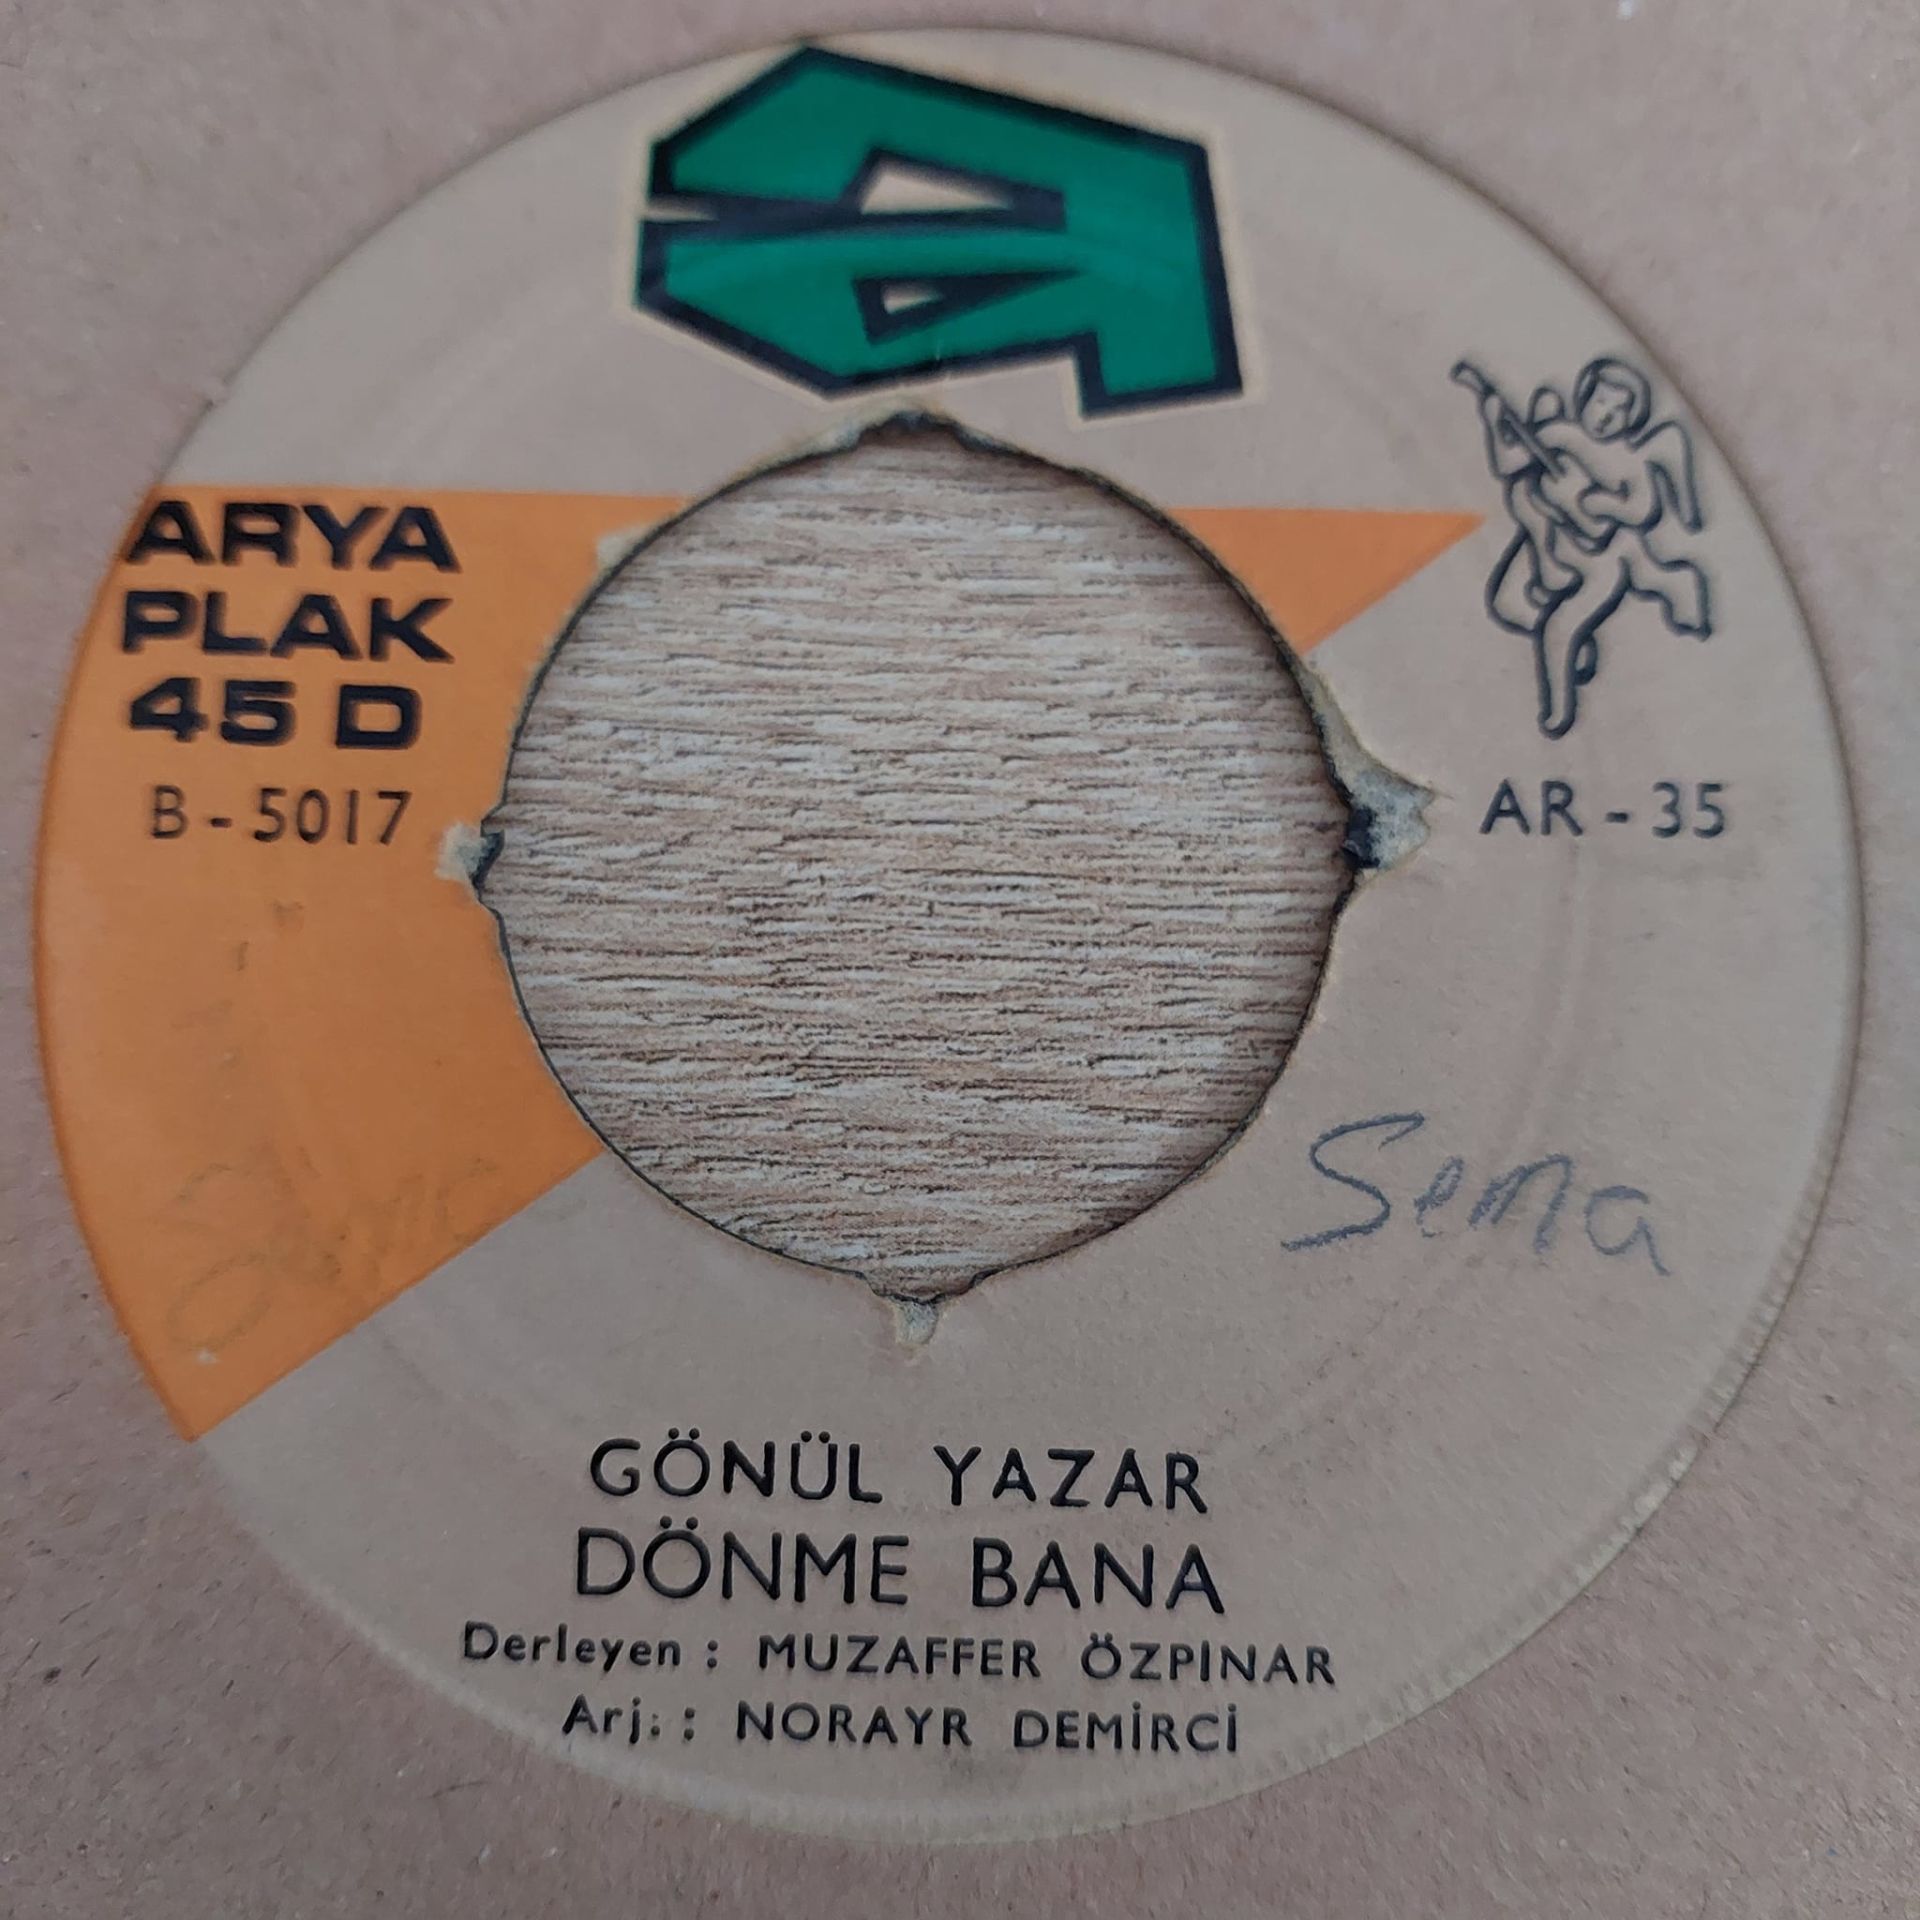 ARYA
PLAK
45 D
B - 5017
AR - 35
Sema
GÖNÜL YAZAR
DÖNME BANA
Derleyen : MUZAFFER ÖZPINAR
Arj. : NORAYR DEMİRCİ